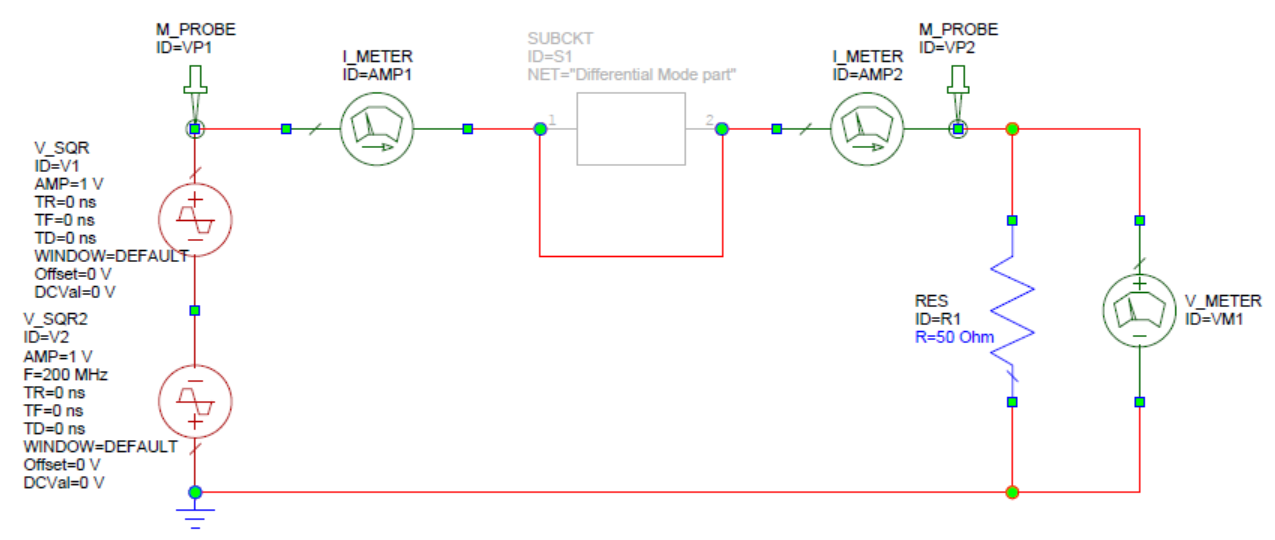 M_PROBE
ID=VP1
I_METER
ID=AMP1
SUBCKT
ID=S1
NET="Differential Mode part"
1
2
I_METER
ID=AMP2
M_PROBE
ID=VP2
V_SQR
ID=V1
AMP=1 V
TR=0 ns
TF=0 ns
TD=0 ns
WINDOW=DEFAULT
Offset=0 V
DCVal=0 V
V_SQR2
ID=V2
AMP=1 V
F=200 MHz
TR=0 ns
TF=0 ns
TD=0 ns
WINDOW=DEFAULT
Offset=0 V
DCVal=0 V
RES
ID=R1
R=50 Ohm
V_METER
ID=VM1